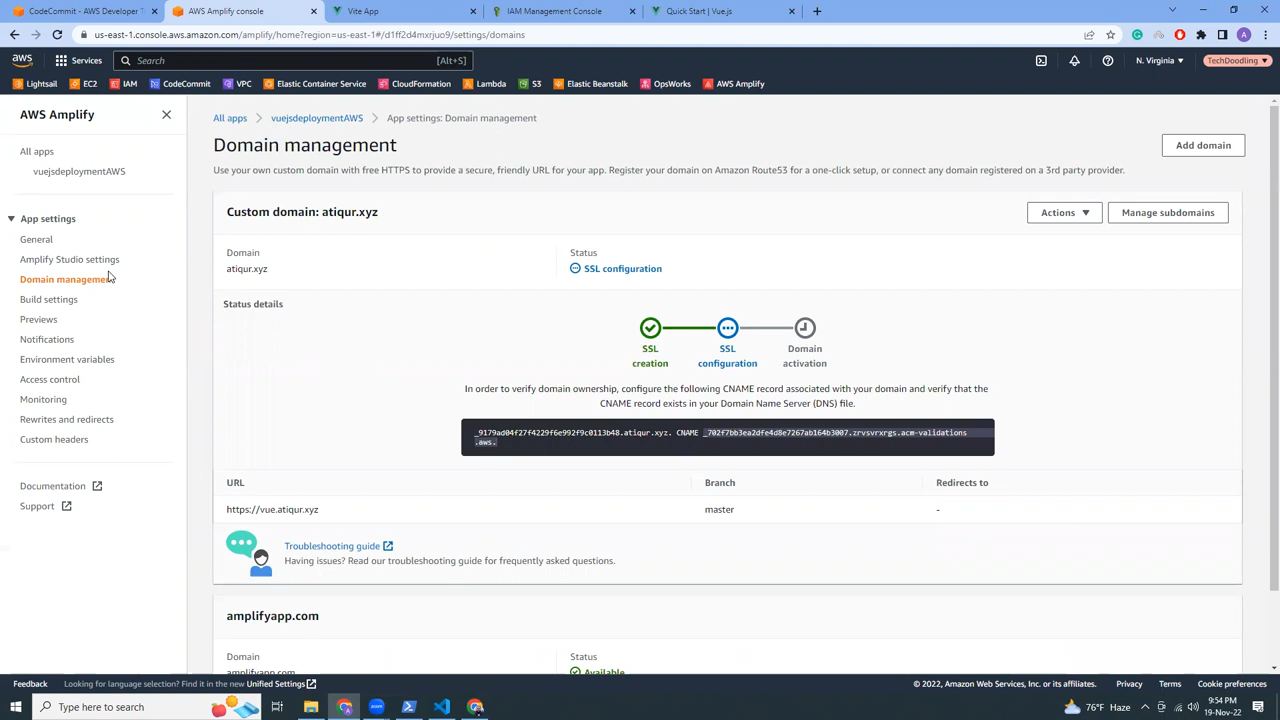 CodeCommit - AWS Developer T
AWS Amplify console
Vite App
IAM Management Console
Quick Start | Vue.js
us-east-1.console.aws.amazon.com/amplify/home?region=us-east-1#/d1ff2d4mxrjuo9/settings/domains
A
aws
Services
Search
[Alt+S]
N. Virginia
TechDoodling
Lightsail
EC2
IAM
CodeCommit
VPC
Elastic Container Service
CloudFormation
Lambda
S3
Elastic Beanstalk
OpsWorks
AWS Amplify
AWS Amplify
All apps
vuejsdeploymentAWS
App settings
General
Amplify Studio settings
Domain management
Build settings
Previews
Notifications
Environment variables
Access control
Monitoring
Rewrites and redirects
Custom headers
Documentation
Support
All apps > vuejsdeploymentAWS > App settings: Domain management
Domain management
Add domain
Use your own custom domain with free HTTPS to provide a secure, friendly URL for your app. Register your domain on Amazon Route53 for a one-click setup, or connect any domain registered on a 3rd party provider.
Custom domain: atiqur.xyz
Actions
Manage subdomains
Domain
atiqur.xyz
Status
SSL configuration
Status details
SSL
creation
SSL
configuration
Domain
activation
In order to verify domain ownership, configure the following CNAME record associated with your domain and verify that the
CNAME record exists in your Domain Name Server (DNS) file.
_9179ad04f27f4229f6e992f9c0113b48.atiqur.xyz. CNAME _702f7bb3ea2dfe4d8e7267ab164b3007.zrvsvrxrgs.acm-validations
.aws.
URL
Branch
Redirects to
https://vue.atiqur.xyz
master
-
Troubleshooting guide
Having issues? Read our troubleshooting guide for frequently asked questions.
amplifyapp.com
Domain
amplifyapp.com
Status
Available
Feedback
Looking for language selection? Find it in the new Unified Settings
© 2022, Amazon Web Services, Inc. or its affiliates.
Privacy
Terms
Cookie preferences
Type here to search
76°F Haze
9:54 PM
19-Nov-22